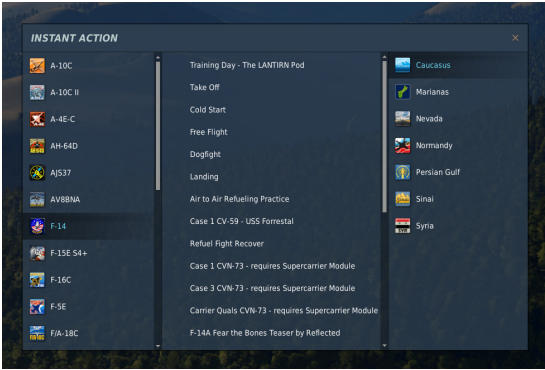 INSTANT ACTION
A-10C
A-10C II
A-4E-C
AH-64D
AJS37
AV8BNA
F-14
F-15E S4+
F-16C
F-5E
F/A-18C
Training Day - The LANTIRN Pod
Take Off
Cold Start
Free Flight
Dogfight
Landing
Air to Air Refueling Practice
Case 1 CV-59 - USS Forrestal
Refuel Fight Recover
Case 1 CVN-73 - requires Supercarrier Module
Case 3 CVN-73 - requires Supercarrier Module
Carrier Quals CVN-73 - requires Supercarrier Module
F-14A Fear the Bones Teaser by Reflected
Caucasus
Marianas
Nevada
Normandy
Persian Gulf
Sinai
Syria